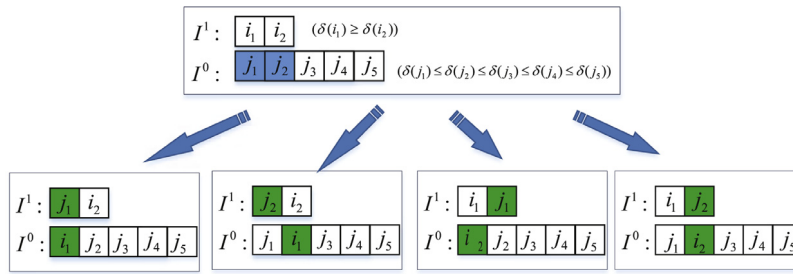 I¹ : i₁ i₂ (δ(i₁) ≥ δ(i₂))
I⁰ : j₁ j₂ j₃ j₄ j₅ (δ(j₁) ≤ δ(j₂) ≤ δ(j₃) ≤ δ(j₄) ≤ δ(j₅))
I¹ : j₁ i₂
I⁰ : i₁ j₂ j₃ j₄ j₅
I¹ : j₂ i₂
I⁰ : j₁ i₁ j₃ j₄ j₅
I¹ : i₁ j₁
I⁰ : i₂ j₂ j₃ j₄ j₅
I¹ : i₁ j₂
I⁰ : j₁ i₂ j₃ j₄ j₅